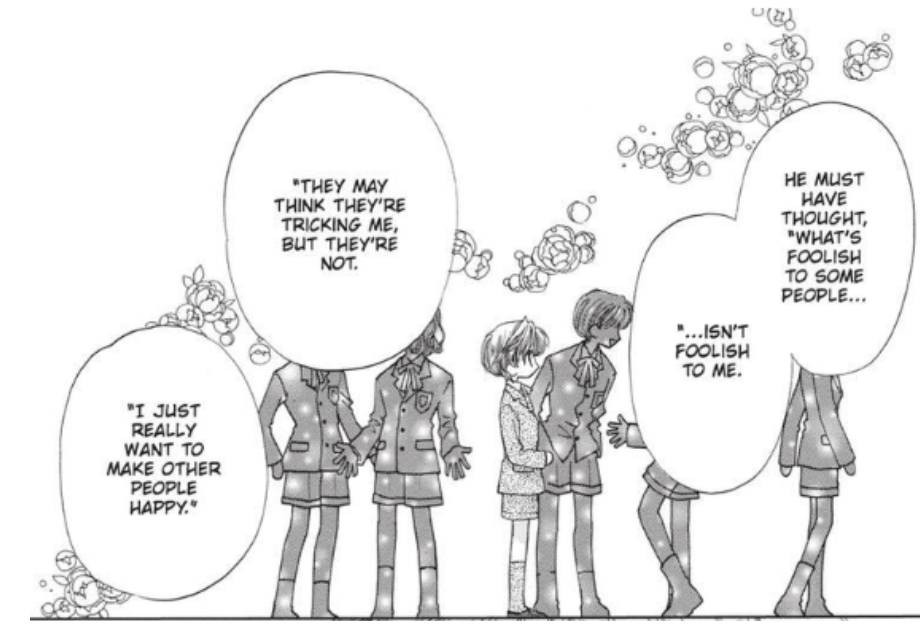 HE MUST
HAVE
THOUGHT,
"WHAT'S
FOOLISH
TO SOME
PEOPLE...
"...ISN'T
FOOLISH
TO ME.
"THEY MAY
THINK THEY'RE
TRICKING ME,
BUT THEY'RE
NOT.
"I JUST
REALLY
WANT TO
MAKE OTHER
PEOPLE
HAPPY."